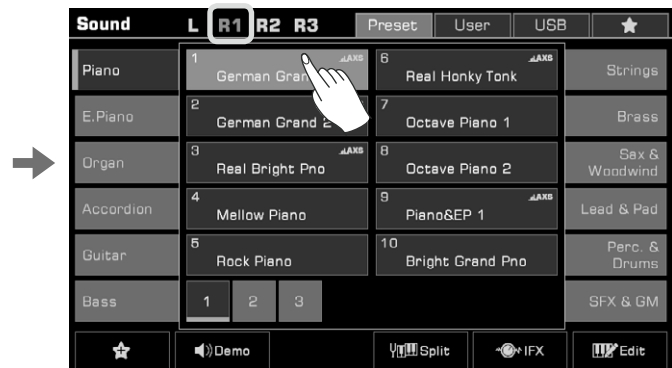 Sound L R1 R2 R3 Preset User USB
Piano
E.Piano
Organ
Accordion
Guitar
Bass
1 AXS
German Gran
2
German Grand 2
3 AXS
Real Bright Pno
4
Mellow Piano
5
Rock Piano
6 AXS
Real Honky Tonk
7
Octave Piano 1
8
Octave Piano 2
9 AXS
Piano&EP 1
10
Bright Grand Pno
1 2 3
Strings
Brass
Sax &
Woodwind
Lead & Pad
Perc. &
Drums
SFX & GM
Demo Split IFX Edit